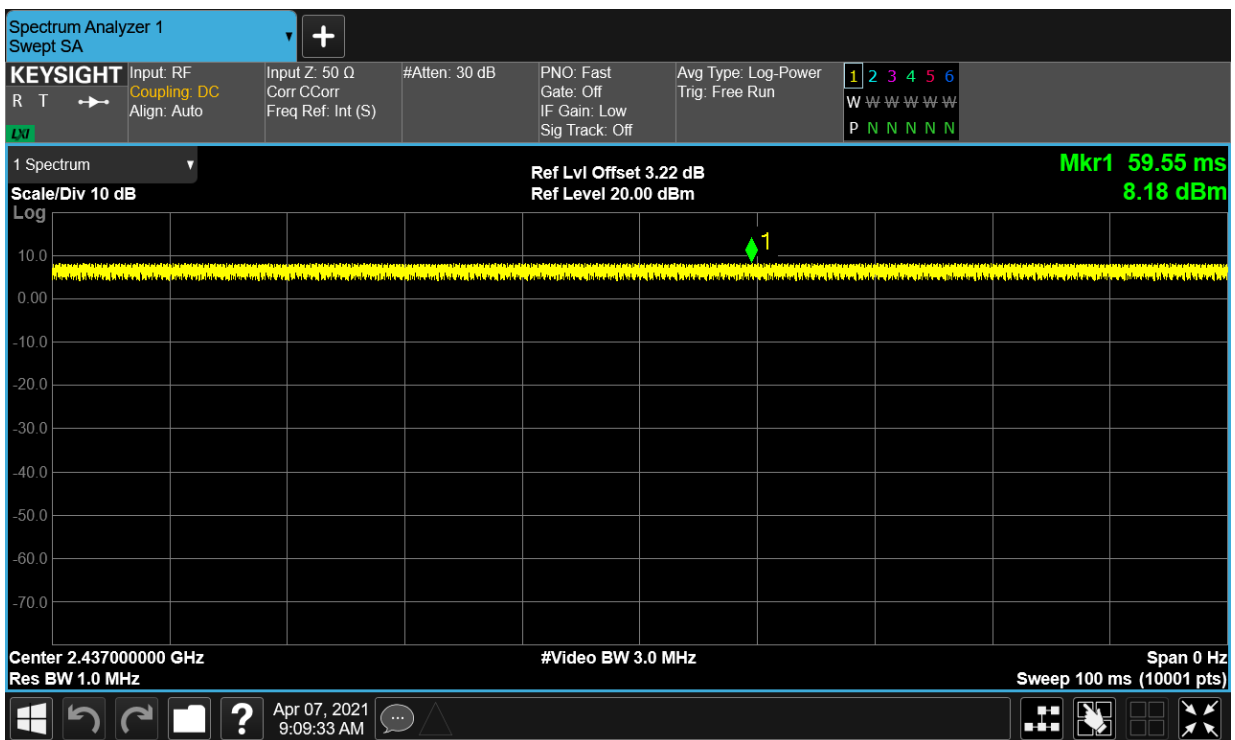 Spectrum Analyzer 1
Swept SA
KEYSIGHT
R T
LXI
Input: RF
Coupling: DC
Align: Auto
Input Z: 50 Ω
Corr CCorr
Freq Ref: Int (S)
#Atten: 30 dB
PNO: Fast
Gate: Off
IF Gain: Low
Sig Track: Off
Avg Type: Log-Power
Trig: Free Run
1 2 3 4 5 6
W W W W W W
P N N N N N
1 Spectrum
Scale/Div 10 dB
Log
Ref Lvl Offset 3.22 dB
Ref Level 20.00 dBm
Mkr1 59.55 ms
8.18 dBm
1
10.0
0.00
-10.0
-20.0
-30.0
-40.0
-50.0
-60.0
-70.0
Center 2.437000000 GHz
Res BW 1.0 MHz
#Video BW 3.0 MHz
Span 0 Hz
Sweep 100 ms (10001 pts)
?
Apr 07, 2021
9:09:33 AM